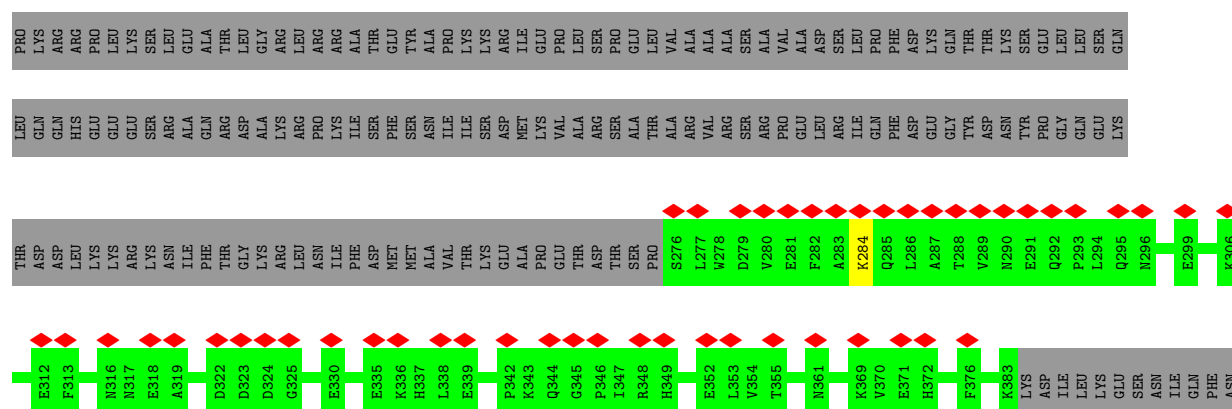 PRO LYS ARG ARG PRO LEU LYS SER LEU GLU ALA THR LEU GLY ARG LEU ARG ARG ALA THR GLU TYR ALA PRO LYS LYS ARG ILE GLU PRO LEU SER PRO GLU LEU VAL ALA ALA ALA SER ALA VAL ALA ASP SER LEU PRO PHE ASP LYS GLN THR THR LYS SER GLU LEU LEU SER GLN
LEU GLN GLN HIS GLU GLU GLU SER ARG ALA GLN ARG ASP ALA LYS ARG PRO LYS ILE SER PHE SER ASN ILE ILE SER ASP MET LYS VAL ALA ARG SER ALA THR ALA ARG VAL ARG SER ARG PRO GLU LEU ARG ILE GLN PHE ASP GLU GLY TYR ASP ASN TYR PRO GLY GLN GLU LYS
THR ASP ASP LEU LYS LYS ARG LYS ASN ILE PHE THR GLY LYS ARG LEU ASN ILE PHE ASP MET MET ALA VAL THR LYS GLU ALA PRO GLU THR ASP THR SER PRO S276 L277 W278 D279 V280 E281 F282 A283 K284 Q285 L286 A287 T288 V289 N290 E291 Q292 P293 L294 Q295 N296 E299 K306
E312 F313 N316 N317 E318 A319 D322 D323 D324 G325 E330 E335 K336 H337 L338 E339 P342 K343 Q344 G345 P346 I347 R348 H349 E352 L353 V354 T355 N361 K369 V370 E371 H372 F376 K383 LYS ASP ILE LEU LYS GLU SER ASN ILE GLN PHE ASN